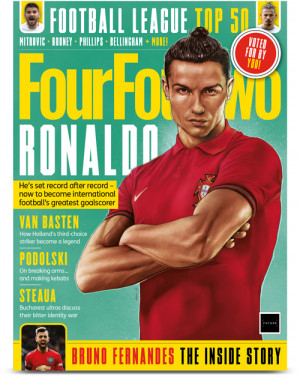 FOOTBALL LEAGUE TOP 50
MITROVIC • ROONEY • PHILLIPS • BELLINGHAM + MORE!
VOTED
FOR BY
YOU!
FourFourTwo
RONALDO
He's set record after record –
now to become international
football's greatest goalscorer
VAN BASTEN
How Holland's third-choice
striker became a legend
PODOLSKI
On breaking arms...
and making kebabs
STEAUA
Bucharest ultras discuss
their bitter identity war
FUTURE
BRUNO FERNANDES THE INSIDE STORY